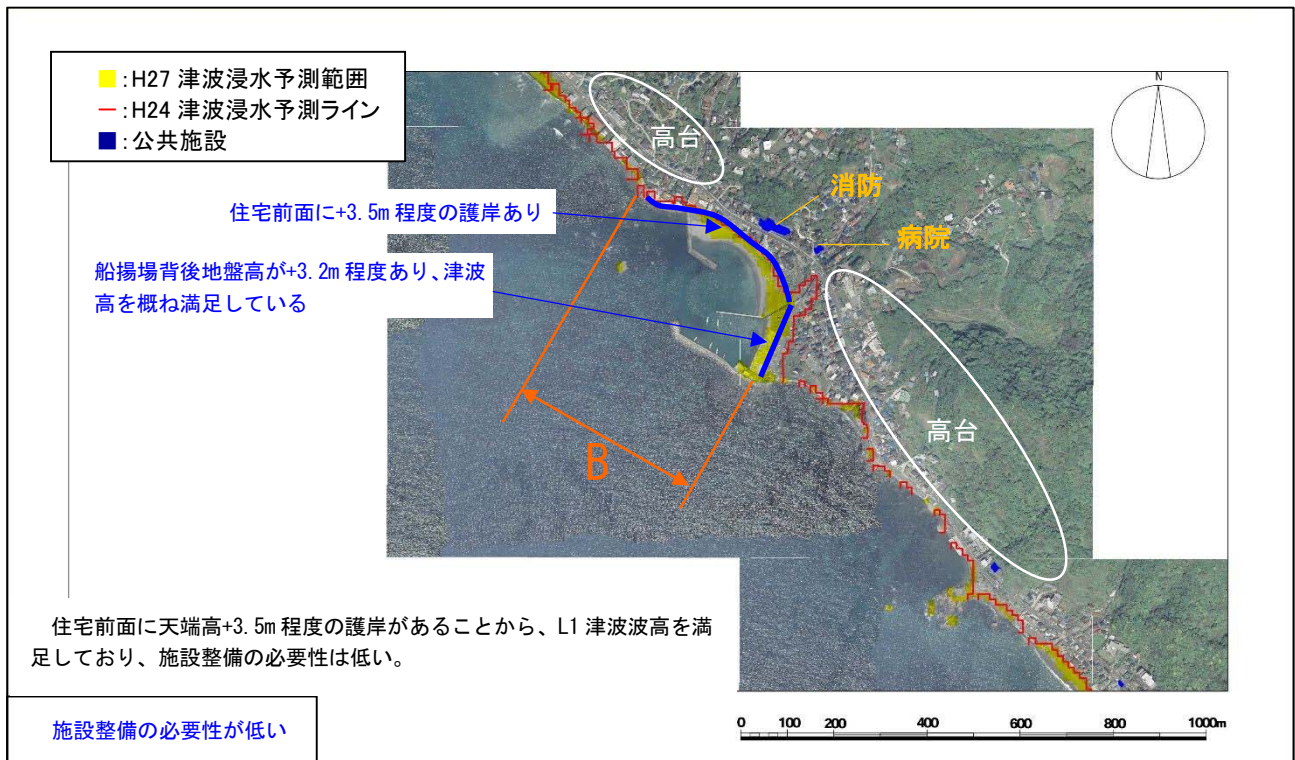 ■:H27 津波浸水予測範囲
ー:H24 津波浸水予測ライン
■:公共施設
N
高台
消防
住宅前面に+3.5m 程度の護岸あり
病院
船揚場背後地盤高が+3.2m 程度あり、津波
高を概ね満足している
高台
B
住宅前面に天端高+3.5m 程度の護岸があることから、L1 津波波高を満
足しており、施設整備の必要性は低い。
施設整備の必要性が低い
0 100 200 400 600 800 1000m